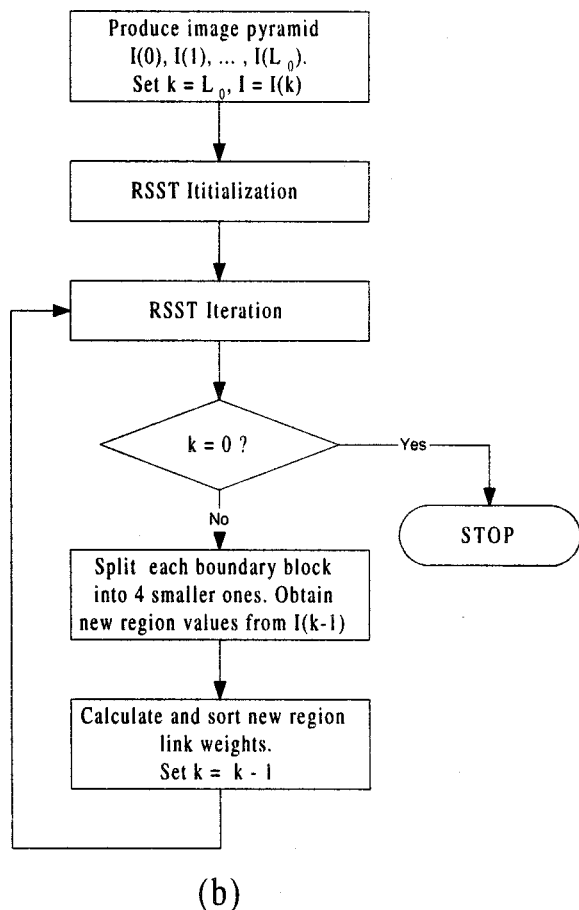 Produce image pyramid
I(0), I(1), ... , I(L₀).
Set k = L₀, I = I(k)
RSST Ititialization
RSST Iteration
k = 0 ?
Yes
No
STOP
Split each boundary block
into 4 smaller ones. Obtain
new region values from I(k-1)
Calculate and sort new region
link weights.
Set k = k - 1
(b)